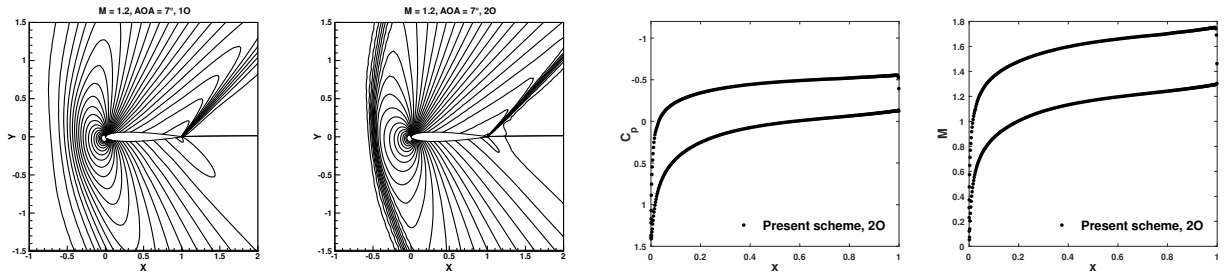 M = 1.2, AOA = 7°, 1O
Y
1.5
1
0.5
0
-0.5
-1
-1.5
-1 -0.5 0 0.5 1 1.5 2
X
M = 1.2, AOA = 7°, 2O
Y
1.5
1
0.5
0
-0.5
-1
-1.5
-1 -0.5 0 0.5 1 1.5 2
X
Cp
-1
-0.5
0
0.5
1
1.5
0 0.2 0.4 0.6 0.8 1
X
Present scheme, 2O
M
1.8
1.6
1.4
1.2
1
0.8
0.6
0.4
0.2
0
0 0.2 0.4 0.6 0.8 1
X
Present scheme, 2O